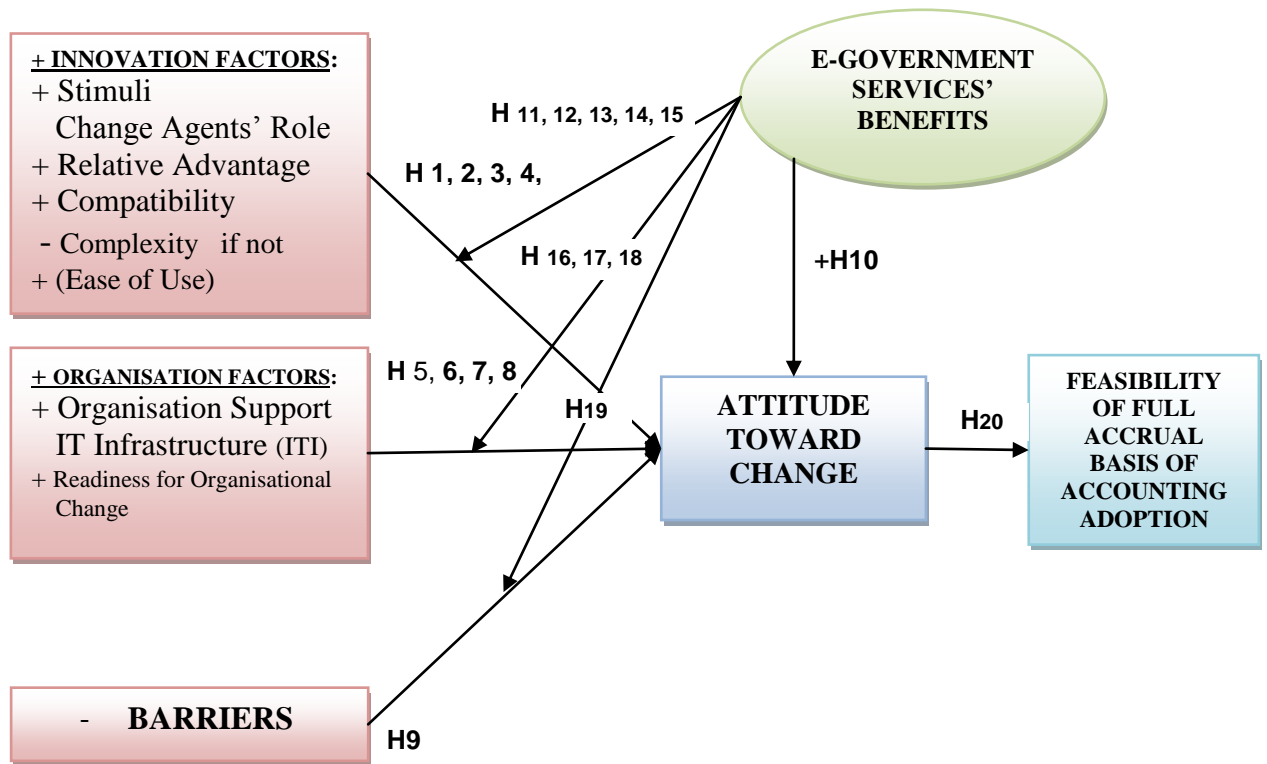 + INNOVATION FACTORS:
+ Stimuli
Change Agents' Role
+ Relative Advantage
+ Compatibility
- Complexity if not
+ (Ease of Use)
H 11, 12, 13, 14, 15
H 1, 2, 3, 4,
H 16, 17, 18
E-GOVERNMENT
SERVICES'
BENEFITS
+H10
+ ORGANISATION FACTORS:
+ Organisation Support
IT Infrastructure (ITI)
+ Readiness for Organisational
Change
H 5, 6, 7, 8
H19
ATTITUDE
TOWARD
CHANGE
H20
FEASIBILITY
OF FULL
ACCRUAL
BASIS OF
ACCOUNTING
ADOPTION
- BARRIERS
H9